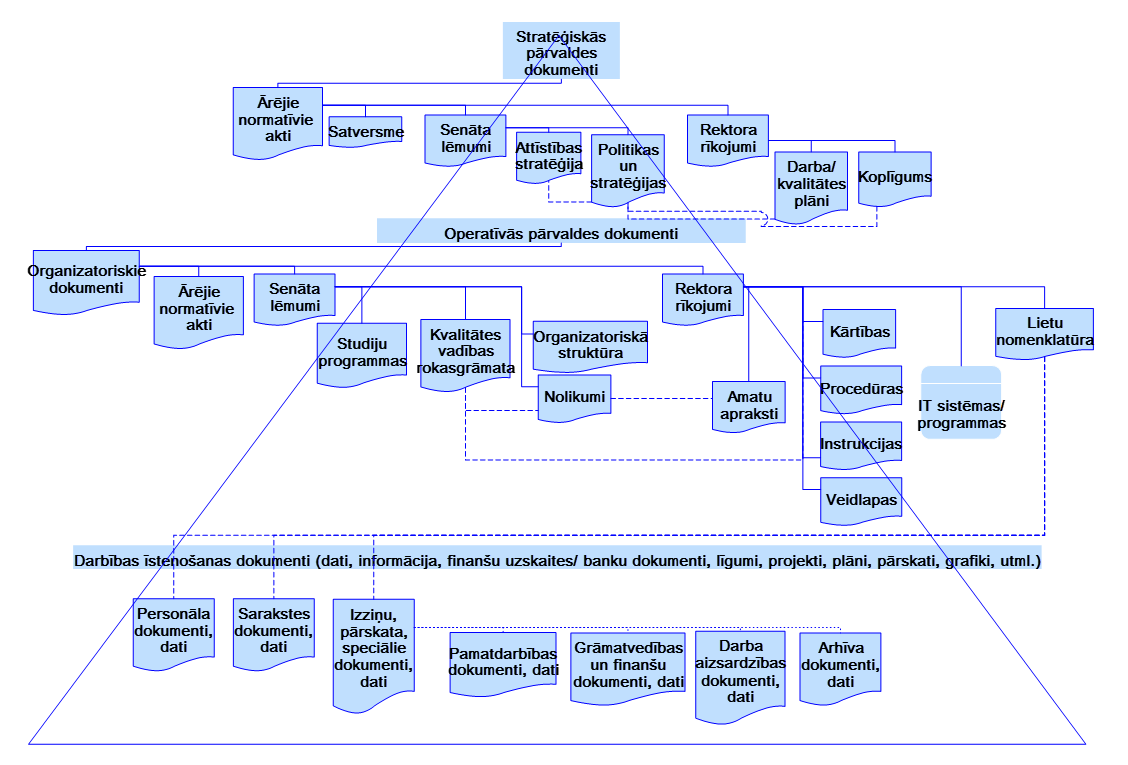 Stratēģiskās
pārvaldes
dokumenti
Ārējie
normatīvie
akti
Satversme
Senāta
lēmumi
Attīstības
stratēģija
Politikas
un
stratēģijas
Rektora
rīkojumi
Darba/
kvalitātes
plāni
Koplīgums
Operatīvās pārvaldes dokumenti
Organizatoriskie
dokumenti
Ārējie
normatīvie
akti
Senāta
lēmumi
Studiju
programmas
Kvalitātes
vadības
rokasgrāmata
Organizatoriskā
struktūra
Nolikumi
Rektora
rīkojumi
Amatu
apraksti
Kārtības
Procedūras
Instrukcijas
Veidlapas
IT sistēmas/
programmas
Lietu
nomenklatūra
Darbības īstenošanas dokumenti (dati, informācija, finanšu uzskaites/ banku dokumenti, līgumi, projekti, plāni, pārskati, grafiki, utml.)
Personāla
dokumenti,
dati
Sarakstes
dokumenti,
dati
Izziņu,
pārskata,
speciālie
dokumenti,
dati
Pamatdarbības
dokumenti, dati
Grāmatvedības
un finanšu
dokumenti, dati
Darba
aizsardzības
dokumenti,
dati
Arhīva
dokumenti,
dati